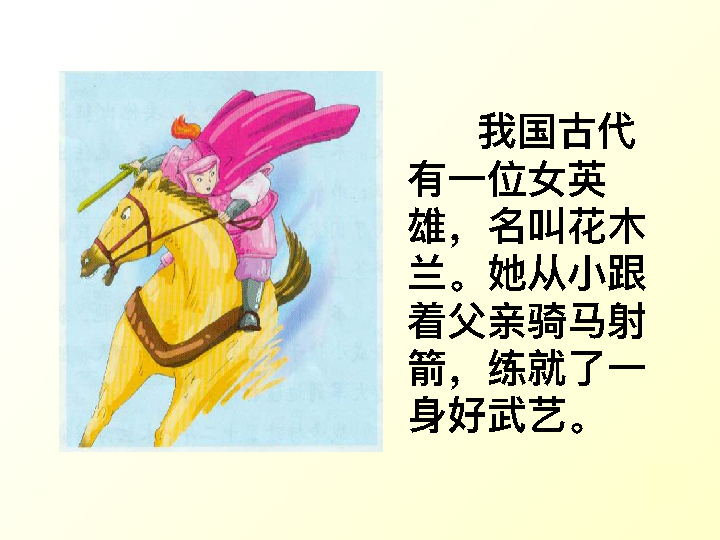 我国古代
有一位女英
雄，名叫花木
兰。她从小跟
着父亲骑马射
箭，练就了一
身好武艺。